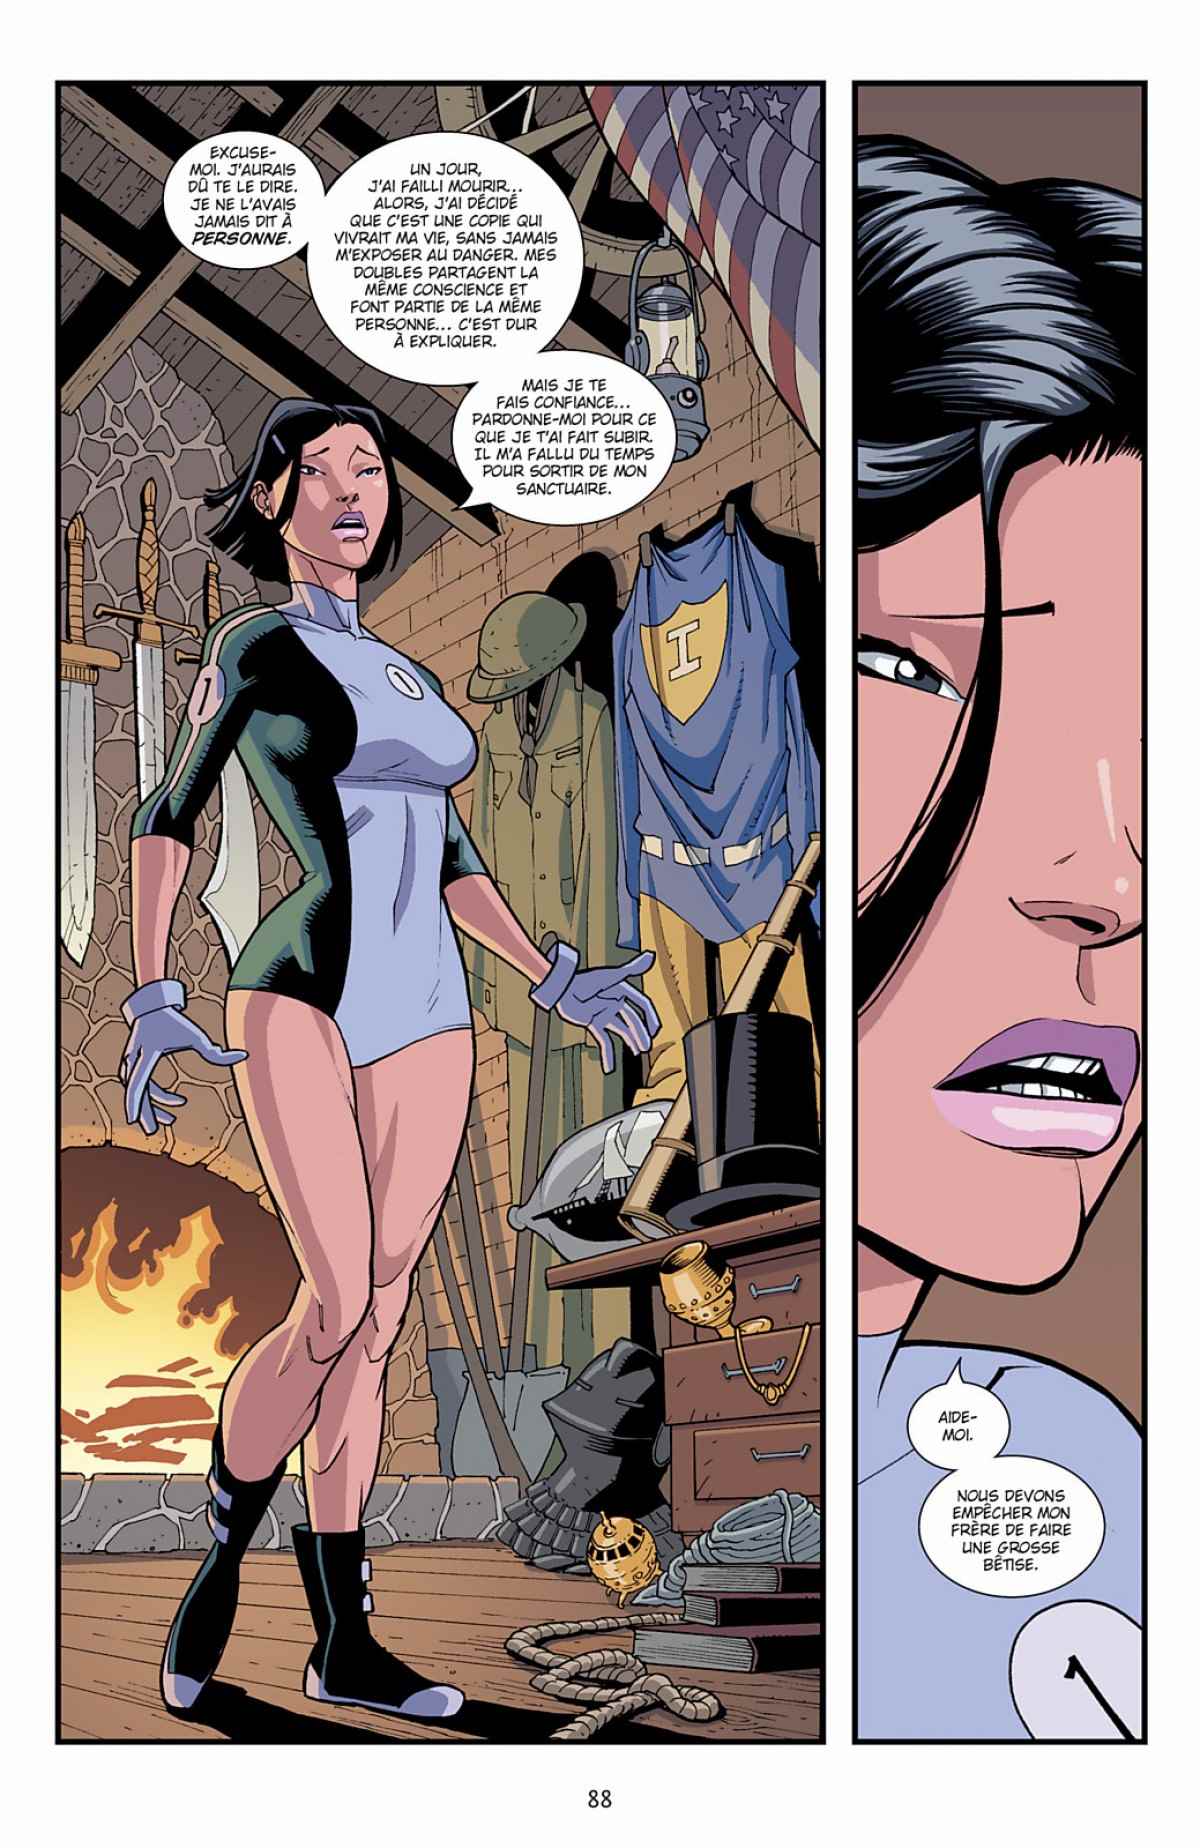 EXCUSE-
MOI. J'AURAIS
DÛ TE LE DIRE.
JE NE L'AVAIS
JAMAIS DIT À
PERSONNE.
UN JOUR,
J'AI FAILLI MOURIR...
ALORS, J'AI DÉCIDÉ
QUE C'EST UNE COPIE QUI
VIVRAIT MA VIE, SANS JAMAIS
M'EXPOSER AU DANGER. MES
DOUBLES PARTAGENT LA
MÊME CONSCIENCE ET
FONT PARTIE DE LA MÊME
PERSONNE... C'EST DUR
À EXPLIQUER.
MAIS JE TE
FAIS CONFIANCE...
PARDONNE-MOI POUR CE
QUE JE T'AI FAIT SUBIR.
IL M'A FALLU DU TEMPS
POUR SORTIR DE MON
SANCTUAIRE.
1
1
I
AIDE-
MOI.
NOUS DEVONS
EMPÊCHER MON
FRÈRE DE FAIRE
UNE GROSSE
BÊTISE.
1
88